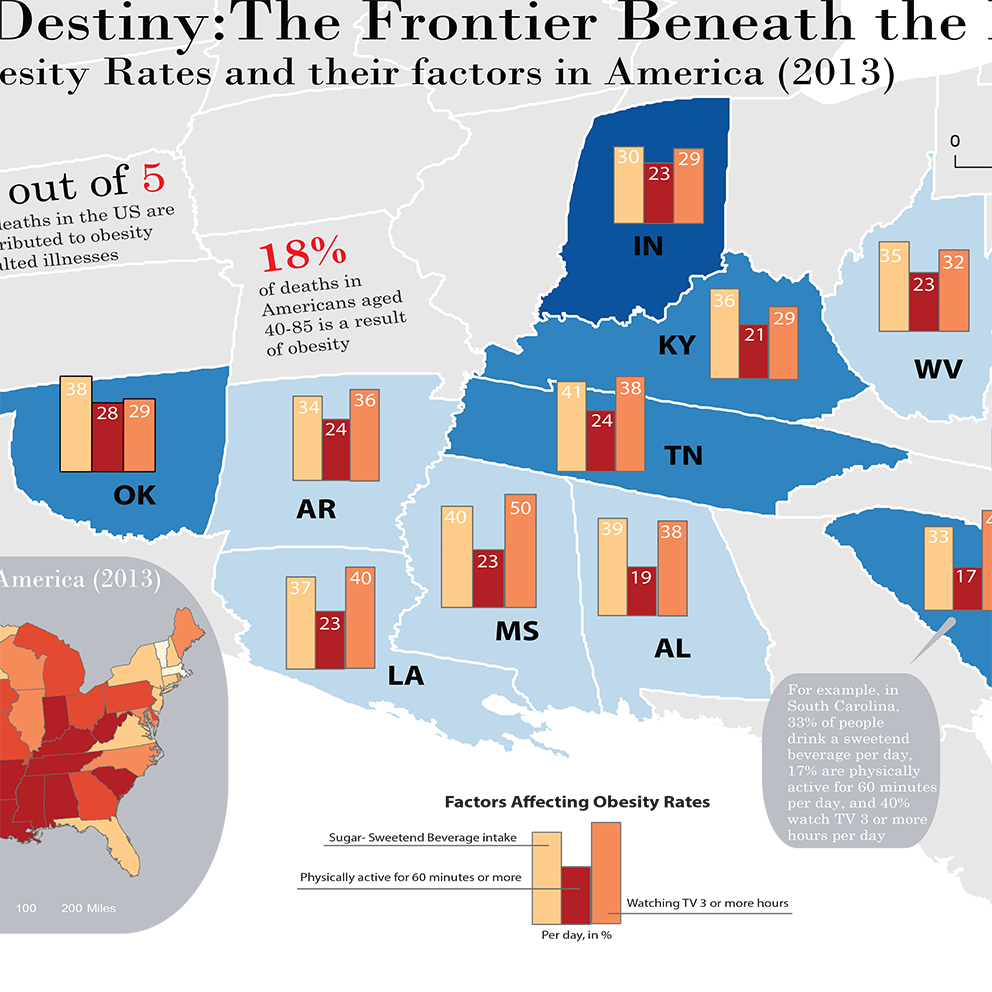 Destiny:The Frontier Beneath the
esity Rates and their factors in America (2013)
out of 5
deaths in the US are
ributed to obesity
ulted illnesses
18%
of deaths in
Americans aged
40-85 is a result
of obesity
0
30 23 29
IN
35 23 32
WV
36 21 29
KY
38 28 29
OK
34 24 36
AR
41 24 38
TN
40 23 50
MS
39 19 38
AL
33 17 4
37 23 40
LA
America (2013)
100 200 Miles
For example, in
South Carolina,
33% of people
drink a sweetend
beverage per day,
17% are physically
active for 60 minutes
per day, and 40%
watch TV 3 or more
hours per day
Factors Affecting Obesity Rates
Sugar- Sweetend Beverage intake
Physically active for 60 minutes or more
Watching TV 3 or more hours
Per day, in %